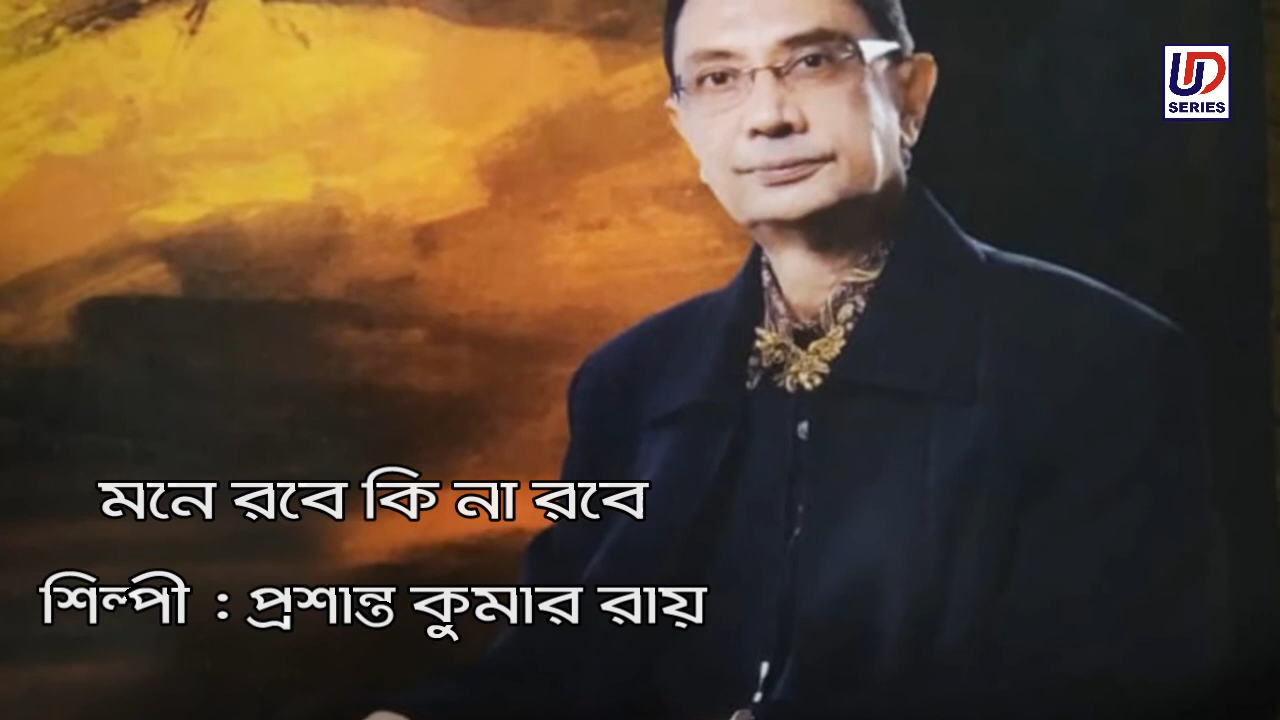 UD
SERIES
মনে রবে কি না রবে
শিল্পী : প্রশান্ত কুমার রায়